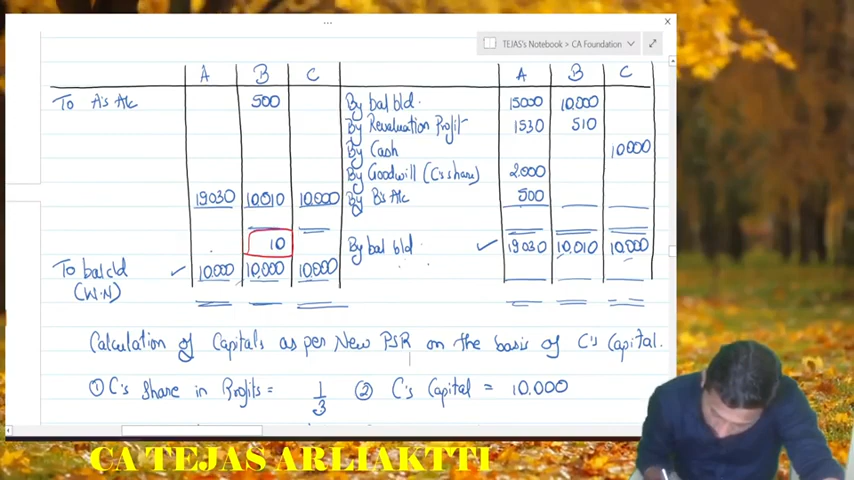 TEJAS's Notebook > CA Foundation
A B C A B C
To A's A/c 500 By bal b/d. 15000 10,000
By Revaluation Profit 1530 510
By Cash 10000
By Goodwill (C's share) 2000
19030 10,010 10,000 By B's A/c 500
10 By bal b/d. 19030 10,010 10,000
To bal c/d 10,000 10,000 10,000
(W.N)
Calculation of Capitals as per New PSR on the basis of C's Capital.
① C's Share in Profits = 1/3 ② C's Capital = 10,000
CA TEJAS ARLIAKTTI